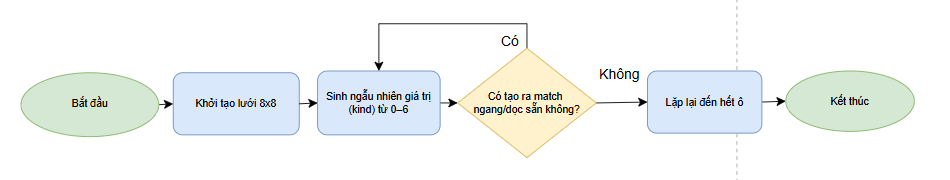 Có
Không
Bắt đầu
Khởi tạo lưới 8x8
Sinh ngẫu nhiên giá trị
(kind) từ 0–6
Có tạo ra match
ngang/dọc sẵn không?
Lặp lại đến hết ô
Kết thúc